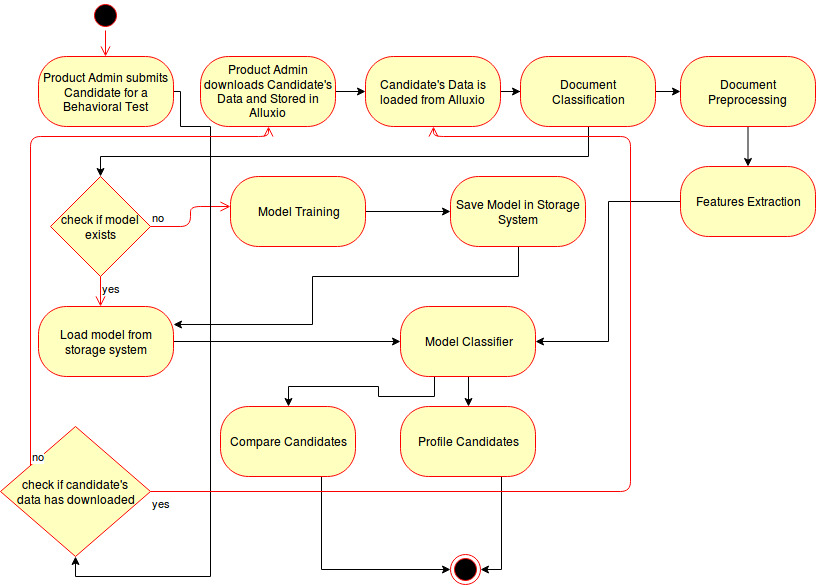 Product Admin submits
Candidate for a
Behavioral Test
Product Admin
downloads Candidate's
Data and Stored in
Alluxio
Candidate's Data is
loaded from Alluxio
Document
Classification
Document
Preprocessing
check if model
exists
no
yes
Model Training
Save Model in Storage
System
Features Extraction
Load model from
storage system
Model Classifier
Compare Candidates
Profile Candidates
check if candidate's
data has downloaded
no
yes